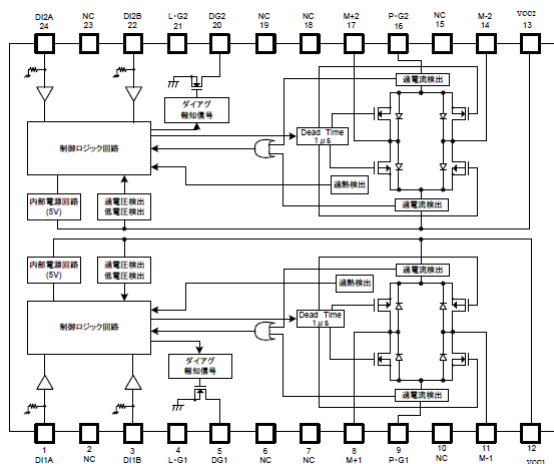 DI2A NC DI2B L-G2 DG2 NC NC M+2 P-G2 NC M-2 VCC2
24 23 22 21 20 19 18 17 16 15 14 13
過電流検出
ダイアグ
報知信号
Dead Time
1μs
制御ロジック回路
過熱検出
内部電源回路
(5V)
過電圧検出
低電圧検出
過電流検出
内部電源回路
(5V)
過電圧検出
低電圧検出
過電流検出
過熱検出
Dead Time
1μs
制御ロジック回路
ダイアグ
報知信号
過電流検出
1 2 3 4 5 6 7 8 9 10 11 12
DI1A NC DI1B L-G1 DG1 NC NC M+1 P-G1 NC M-1 VCC1